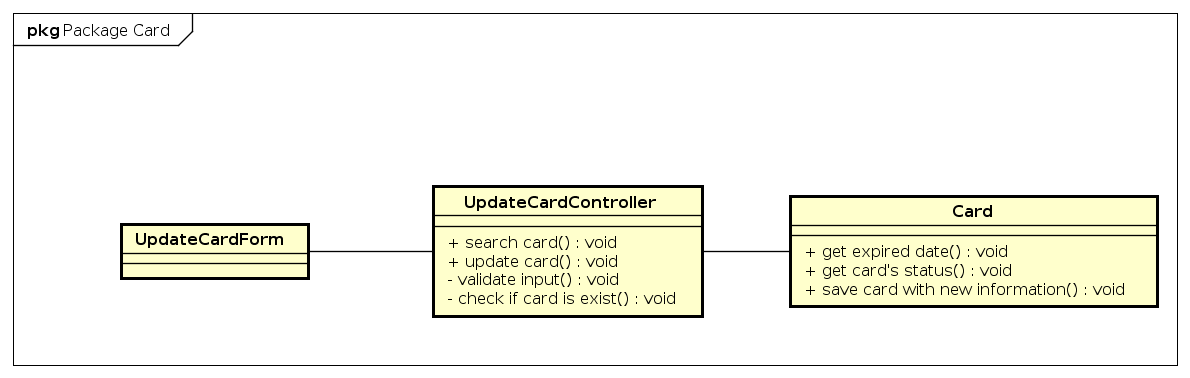 pkg Package Card
UpdateCardForm
UpdateCardController
+ search card() : void
+ update card() : void
- validate input() : void
- check if card is exist() : void
Card
+ get expired date() : void
+ get card's status() : void
+ save card with new information() : void